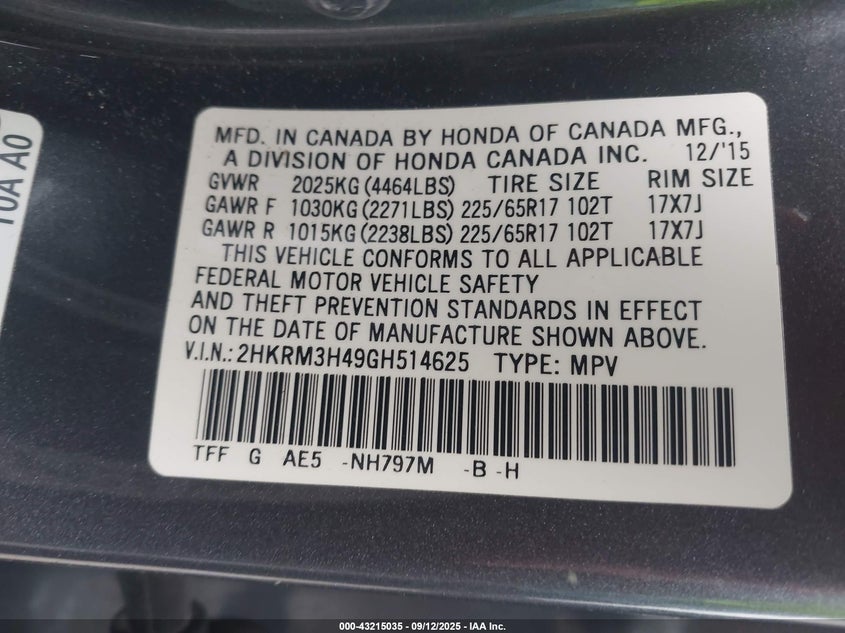 MFD. IN CANADA BY HONDA OF CANADA MFG.,
A DIVISION OF HONDA CANADA INC. 12/'15
GVWR 2025KG (4464LBS) TIRE SIZE RIM SIZE
GAWR F 1030KG (2271LBS) 225/65R17 102T 17X7J
GAWR R 1015KG (2238LBS) 225/65R17 102T 17X7J
THIS VEHICLE CONFORMS TO ALL APPLICABLE
FEDERAL MOTOR VEHICLE SAFETY
AND THEFT PREVENTION STANDARDS IN EFFECT
ON THE DATE OF MANUFACTURE SHOWN ABOVE.
V.I.N.: 2HKRM3H49GH514625 TYPE: MPV
TFF G AE5 -NH797M -B -H
10A A0
000-43215035 - 09/12/2025 - IAA Inc.